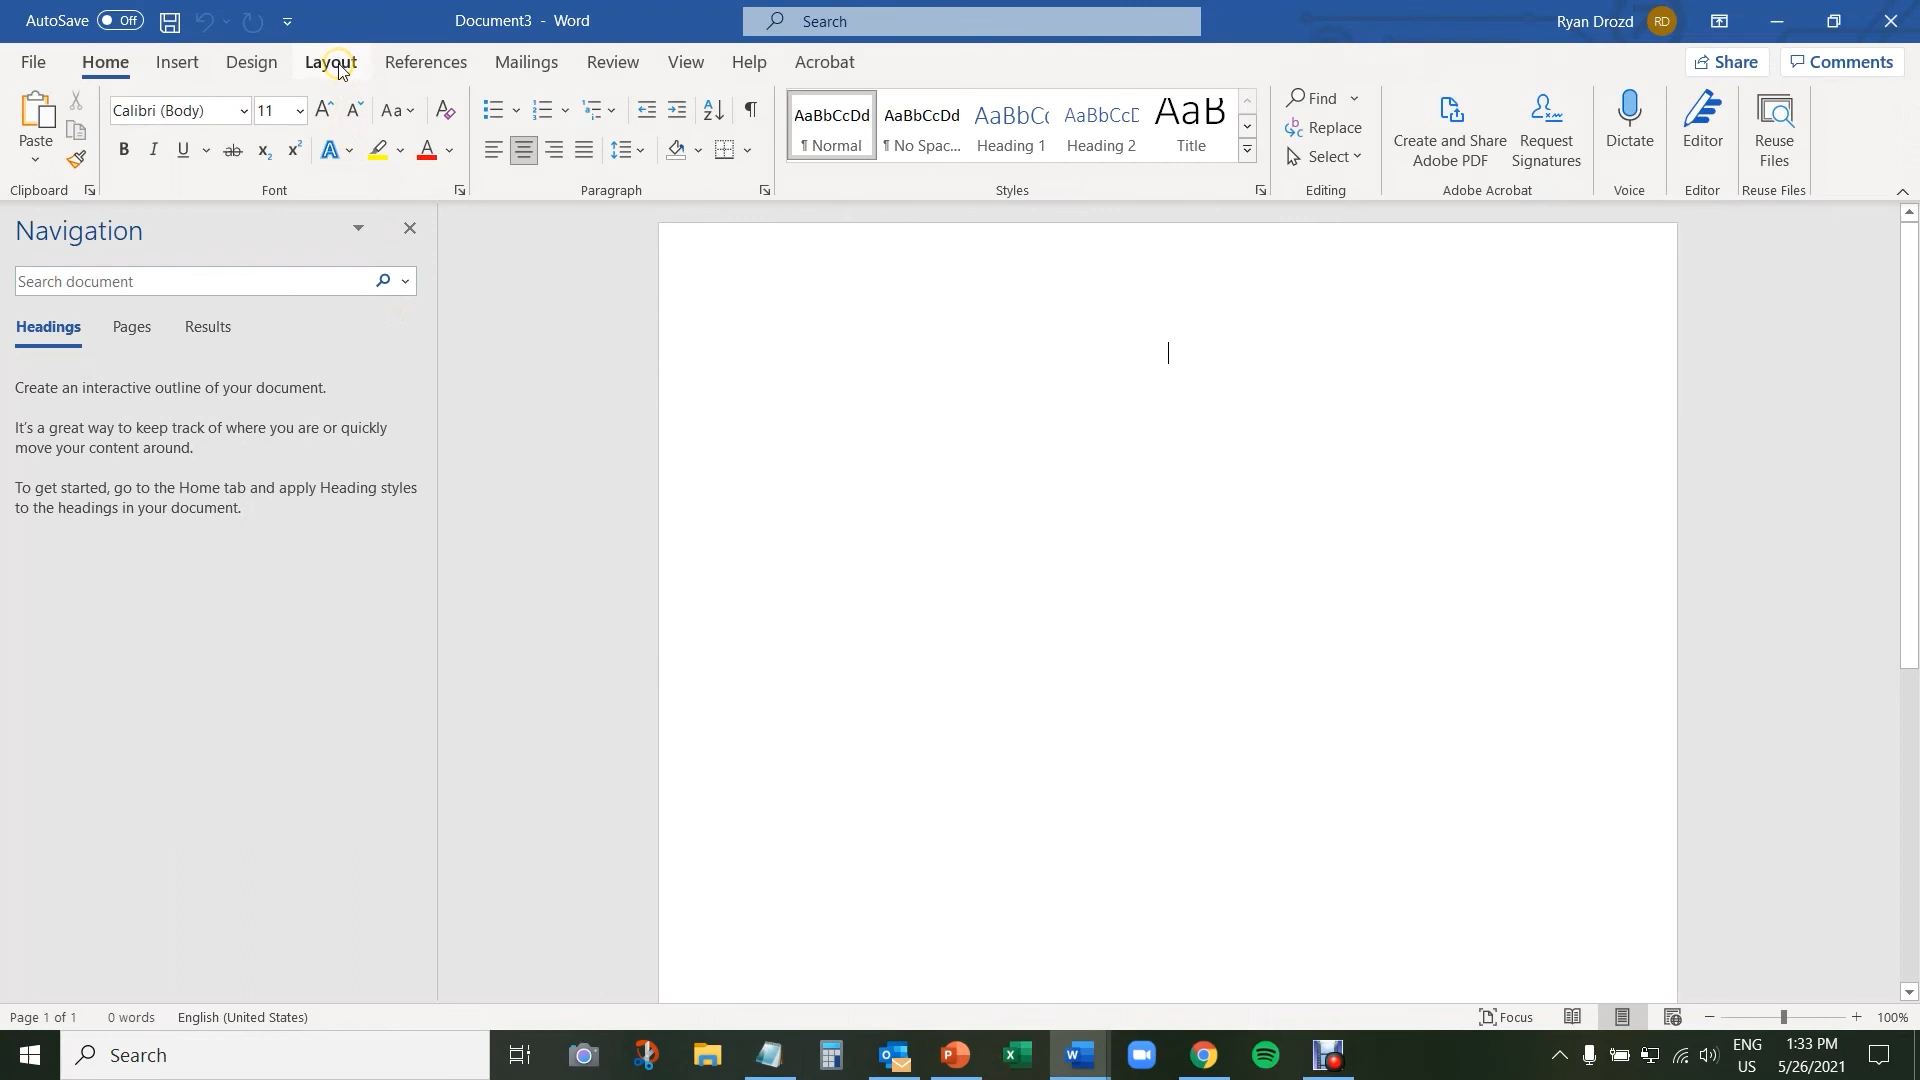 AutoSave Off Document3 - Word Search Ryan Drozd RD
File Home Insert Design Layout References Mailings Review View Help Acrobat Share Comments
Paste
Clipboard
Calibri (Body) 11 A A Aa A
B I U ab x2 x2 A A
Font
A Z ¶
Paragraph
AaBbCcDd AaBbCcDd AaBbCc AaBbCcD AaB
¶ Normal ¶ No Spac... Heading 1 Heading 2 Title
Styles
Find
Replace
Select
Editing
Create and Share
Adobe PDF
Request
Signatures
Adobe Acrobat
Dictate
Voice
Editor
Editor
Reuse
Files
Reuse Files
Navigation
Search document
Headings Pages Results
Create an interactive outline of your document.
It's a great way to keep track of where you are or quickly
move your content around.
To get started, go to the Home tab and apply Heading styles
to the headings in your document.
Page 1 of 1 0 words English (United States) Focus 100%
Search
ENG
US
1:33 PM
5/26/2021